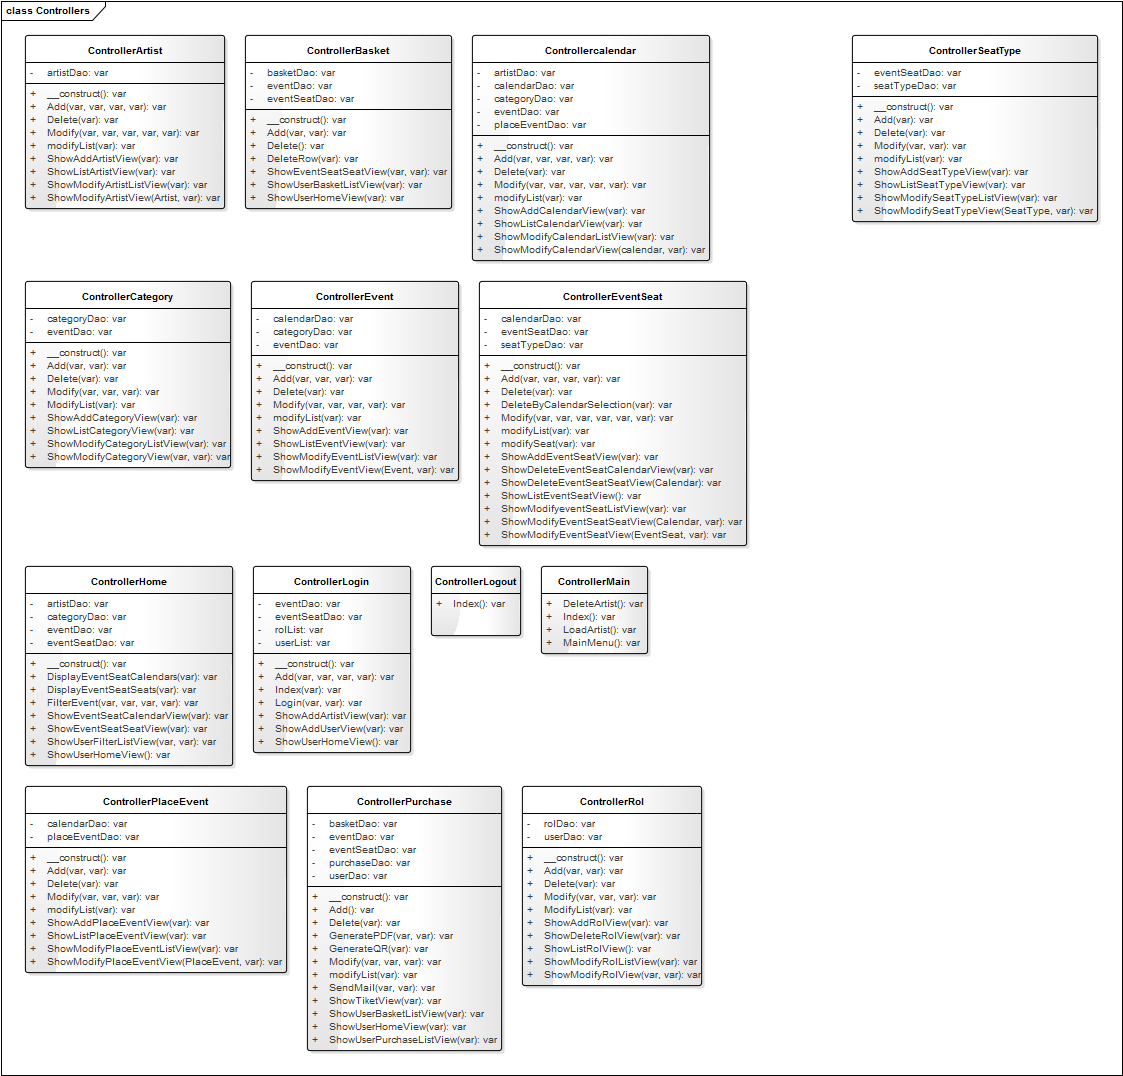 class Controllers
ControllerArtist
- artistDao: var
+ __construct(): var
+ Add(var, var, var, var): var
+ Delete(var): var
+ Modify(var, var, var, var, var): var
+ modifyList(var): var
+ ShowAddArtistView(var): var
+ ShowListArtistView(var): var
+ ShowModifyArtistListView(var): var
+ ShowModifyArtistView(Artist, var): var
ControllerBasket
- basketDao: var
- eventDao: var
- eventSeatDao: var
+ __construct(): var
+ Add(var, var): var
+ Delete(): var
+ DeleteRow(var): var
+ ShowEventSeatSeatView(var, var): var
+ ShowUserBasketListView(var): var
+ ShowUserHomeView(var): var
Controllercalendar
- artistDao: var
- calendarDao: var
- categoryDao: var
- eventDao: var
- placeEventDao: var
+ __construct(): var
+ Add(var, var, var, var): var
+ Delete(var): var
+ Modify(var, var, var, var, var): var
+ modifyList(var): var
+ ShowAddCalendarView(var): var
+ ShowListCalendarView(var): var
+ ShowModifyCalendarListView(var): var
+ ShowModifyCalendarView(calendar, var): var
ControllerSeatType
- eventSeatDao: var
- seatTypeDao: var
+ __construct(): var
+ Add(var): var
+ Delete(var): var
+ Modify(var, var): var
+ modifyList(var): var
+ ShowAddSeatTypeView(var): var
+ ShowListSeatTypeView(var): var
+ ShowModifySeatTypeListView(var): var
+ ShowModifySeatTypeView(SeatType, var): var
ControllerCategory
- categoryDao: var
- eventDao: var
+ __construct(): var
+ Add(var, var): var
+ Delete(var): var
+ Modify(var, var, var): var
+ ModifyList(var): var
+ ShowAddCategoryView(var): var
+ ShowListCategoryView(var): var
+ ShowModifyCategoryListView(var): var
+ ShowModifyCategoryView(var, var): var
ControllerEvent
- calendarDao: var
- categoryDao: var
- eventDao: var
+ __construct(): var
+ Add(var, var, var): var
+ Delete(var): var
+ Modify(var, var, var, var): var
+ modifyList(var): var
+ ShowAddEventView(var): var
+ ShowListEventView(var): var
+ ShowModifyEventListView(var): var
+ ShowModifyEventView(Event, var): var
ControllerEventSeat
- calendarDao: var
- eventSeatDao: var
- seatTypeDao: var
+ __construct(): var
+ Add(var, var, var, var): var
+ Delete(var): var
+ DeleteByCalendarSelection(var): var
+ Modify(var, var, var, var, var, var): var
+ modifyList(var): var
+ modifySeat(var): var
+ ShowAddEventSeatView(var): var
+ ShowDeleteEventSeatCalendarView(var): var
+ ShowDeleteEventSeatSeatView(Calendar): var
+ ShowListEventSeatView(): var
+ ShowModifyeventSeatListView(var): var
+ ShowModifyEventSeatSeatView(Calendar, var): var
+ ShowModifyEventSeatView(EventSeat, var): var
ControllerHome
- artistDao: var
- categoryDao: var
- eventDao: var
- eventSeatDao: var
+ __construct(): var
+ DisplayEventSeatCalendars(var): var
+ DisplayEventSeatSeats(var): var
+ FilterEvent(var, var, var, var): var
+ ShowEventSeatCalendarView(var): var
+ ShowEventSeatSeatView(var): var
+ ShowUserFilterListView(var, var): var
+ ShowUserHomeView(): var
ControllerLogin
- eventDao: var
- eventSeatDao: var
- rolList: var
- userList: var
+ __construct(): var
+ Add(var, var, var, var): var
+ Index(var): var
+ Login(var, var): var
+ ShowAddArtistView(var): var
+ ShowAddUserView(var): var
+ ShowUserHomeView(): var
ControllerLogout
+ Index(): var
ControllerMain
+ DeleteArtist(): var
+ Index(): var
+ LoadArtist(): var
+ MainMenu(): var
ControllerPlaceEvent
- calendarDao: var
- placeEventDao: var
+ __construct(): var
+ Add(var, var): var
+ Delete(var): var
+ Modify(var, var, var): var
+ modifyList(var): var
+ ShowAddPlaceEventView(var): var
+ ShowListPlaceEventView(var): var
+ ShowModifyPlaceEventListView(var): var
+ ShowModifyPlaceEventView(PlaceEvent, var): var
ControllerPurchase
- basketDao: var
- eventDao: var
- eventSeatDao: var
- purchaseDao: var
- userDao: var
+ __construct(): var
+ Add(): var
+ Delete(var): var
+ GeneratePDF(var, var): var
+ GenerateQR(var): var
+ Modify(var, var, var): var
+ modifyList(var): var
+ SendMail(var, var): var
+ ShowTiketView(var): var
+ ShowUserBasketListView(var): var
+ ShowUserHomeView(var): var
+ ShowUserPurchaseListView(var): var
ControllerRol
- rolDao: var
- userDao: var
+ __construct(): var
+ Add(var, var): var
+ Delete(var): var
+ Modify(var, var, var): var
+ ModifyList(var): var
+ ShowAddRolView(var): var
+ ShowDeleteRolView(var): var
+ ShowListRolView(): var
+ ShowModifyRolListView(var): var
+ ShowModifyRolView(var, var): var